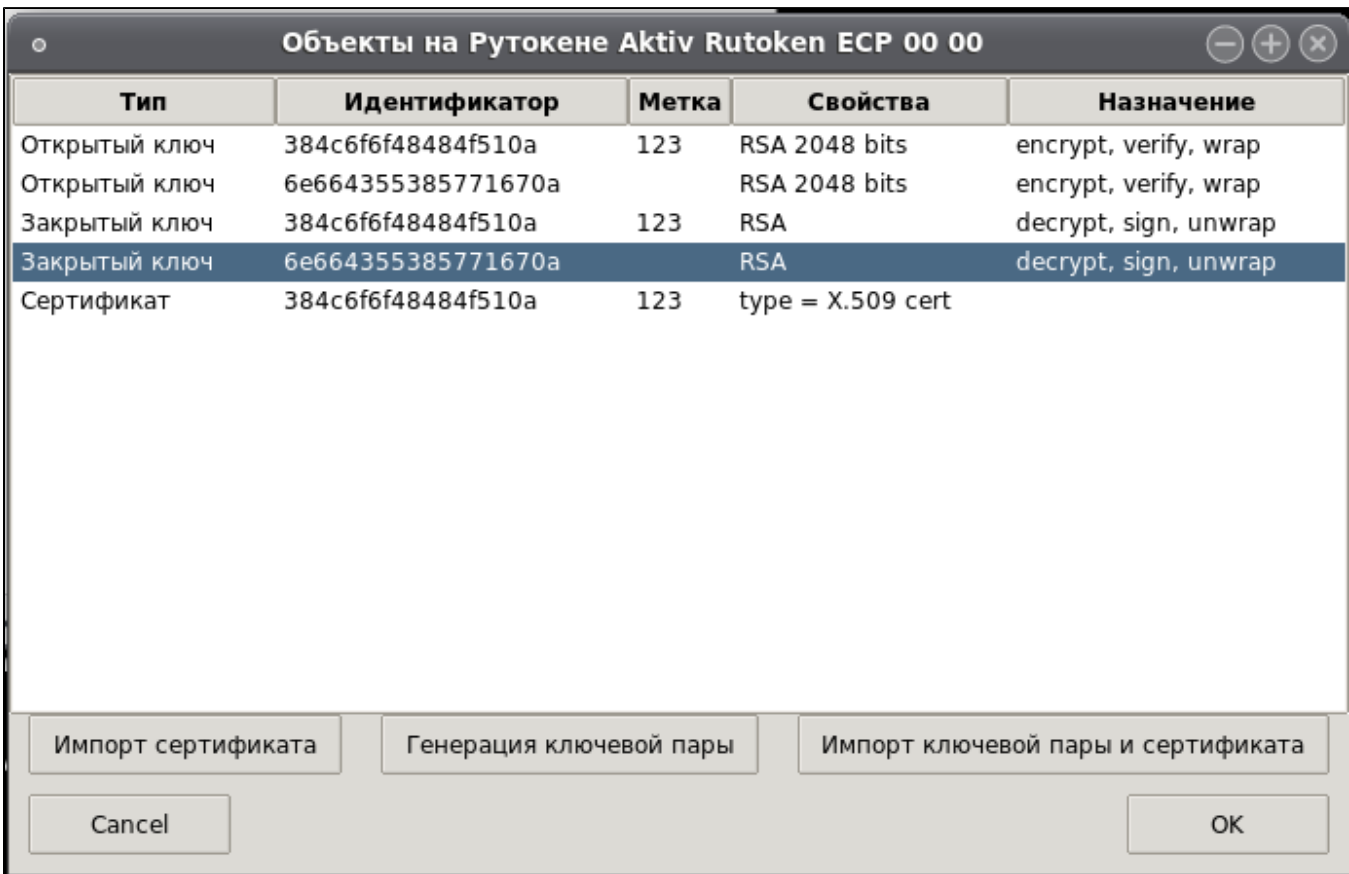 Объекты на Рутокене Aktiv Rutoken ECP 00 00
Тип Идентификатор Метка Свойства Назначение
Открытый ключ 384c6f6f48484f510a 123 RSA 2048 bits encrypt, verify, wrap
Открытый ключ 6e664355385771670a RSA 2048 bits encrypt, verify, wrap
Закрытый ключ 384c6f6f48484f510a 123 RSA decrypt, sign, unwrap
Закрытый ключ 6e664355385771670a RSA decrypt, sign, unwrap
Сертификат 384c6f6f48484f510a 123 type = X.509 cert
Импорт сертификата Генерация ключевой пары Импорт ключевой пары и сертификата
Cancel OK